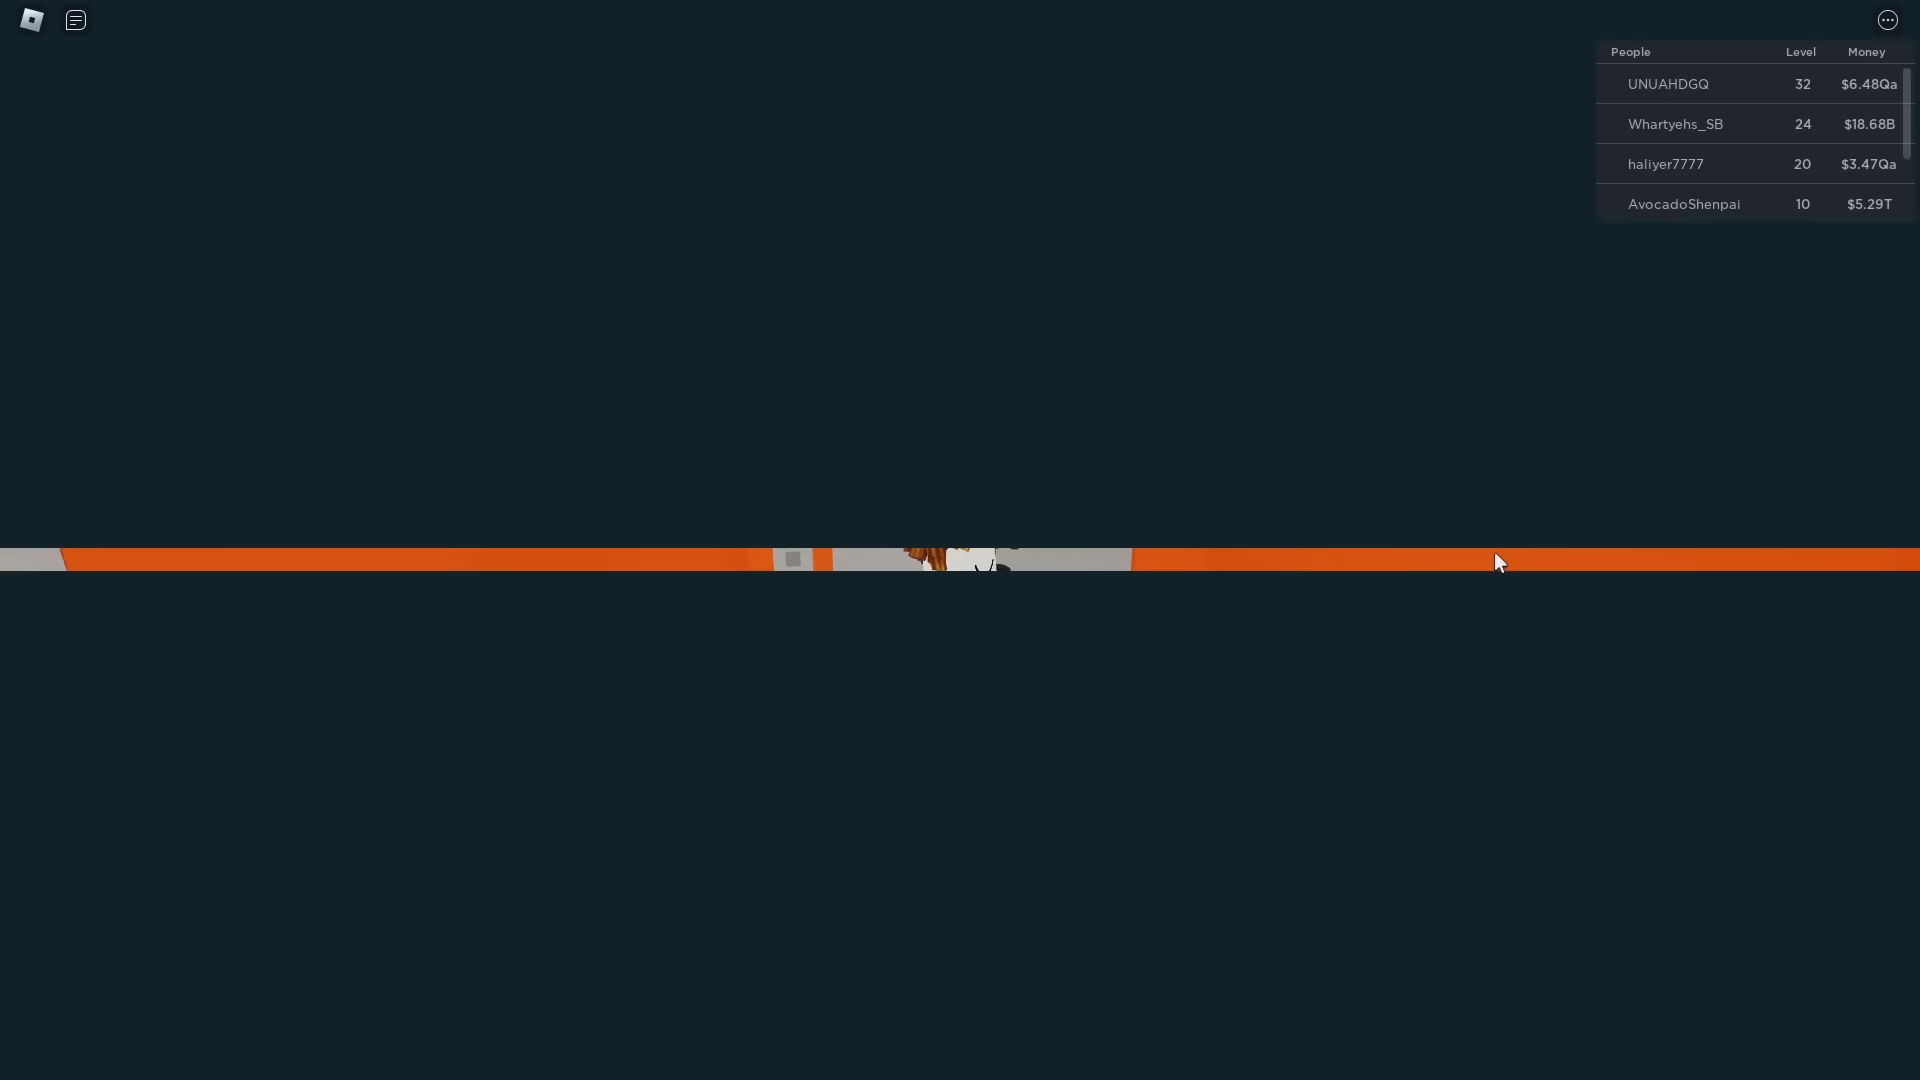 People Level Money
UNUAHDGQ 32 $6.48Qa
Whartyehs_SB 24 $18.68B
haliyer7777 20 $3.47Qa
AvocadoShenpai 10 $5.29T